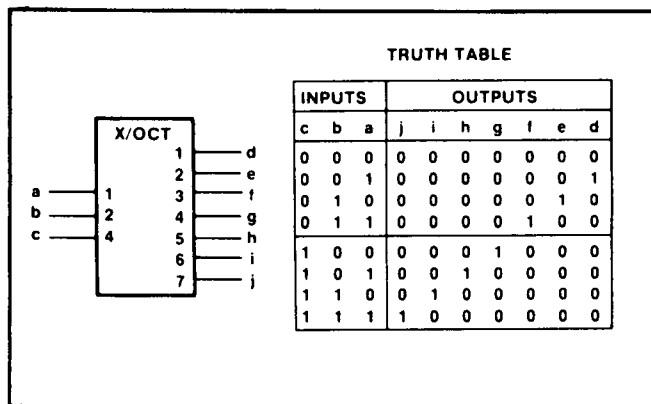 TRUTH TABLE
INPUTS OUTPUTS
c b a j i h g f e d
0 0 0 0 0 0 0 0 0 0
0 0 1 0 0 0 0 0 0 1
0 1 0 0 0 0 0 0 1 0
0 1 1 0 0 0 0 1 0 0
1 0 0 0 0 0 1 0 0 0
1 0 1 0 0 1 0 0 0 0
1 1 0 0 1 0 0 0 0 0
1 1 1 1 0 0 0 0 0 0
X/OCT
1 d
2 e
a 1 3 f
b 2 4 g
c 4 5 h
6 i
7 j